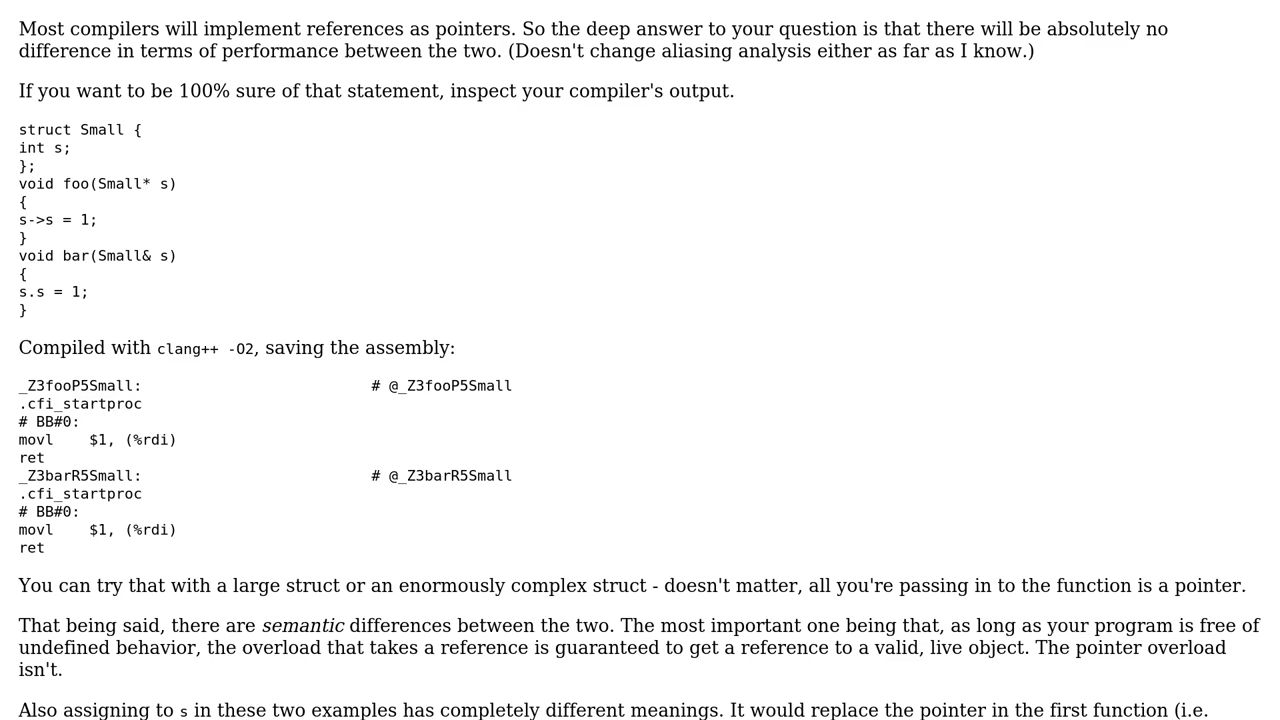 Most compilers will implement references as pointers. So the deep answer to your question is that there will be absolutely no
difference in terms of performance between the two. (Doesn't change aliasing analysis either as far as I know.)
If you want to be 100% sure of that statement, inspect your compiler's output.
struct Small {
int s;
};
void foo(Small* s)
{
s->s = 1;
}
void bar(Small& s)
{
s.s = 1;
}
Compiled with clang++ -O2, saving the assembly:
_Z3fooP5Small:                          # @_Z3fooP5Small
.cfi_startproc
# BB#0:
movl    $1, (%rdi)
ret
_Z3barR5Small:                          # @_Z3barR5Small
.cfi_startproc
# BB#0:
movl    $1, (%rdi)
ret
You can try that with a large struct or an enormously complex struct - doesn't matter, all you're passing in to the function is a pointer.
That being said, there are semantic differences between the two. The most important one being that, as long as your program is free of
undefined behavior, the overload that takes a reference is guaranteed to get a reference to a valid, live object. The pointer overload
isn't.
Also assigning to s in these two examples has completely different meanings. It would replace the pointer in the first function (i.e.